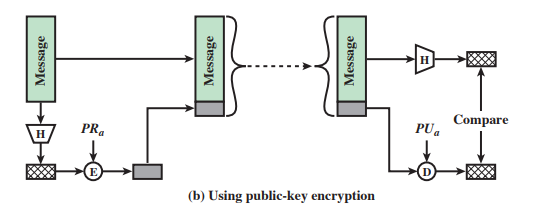 Message
Message
Message
H
H
PRa
PUa
Compare
E
D
(b) Using public-key encryption